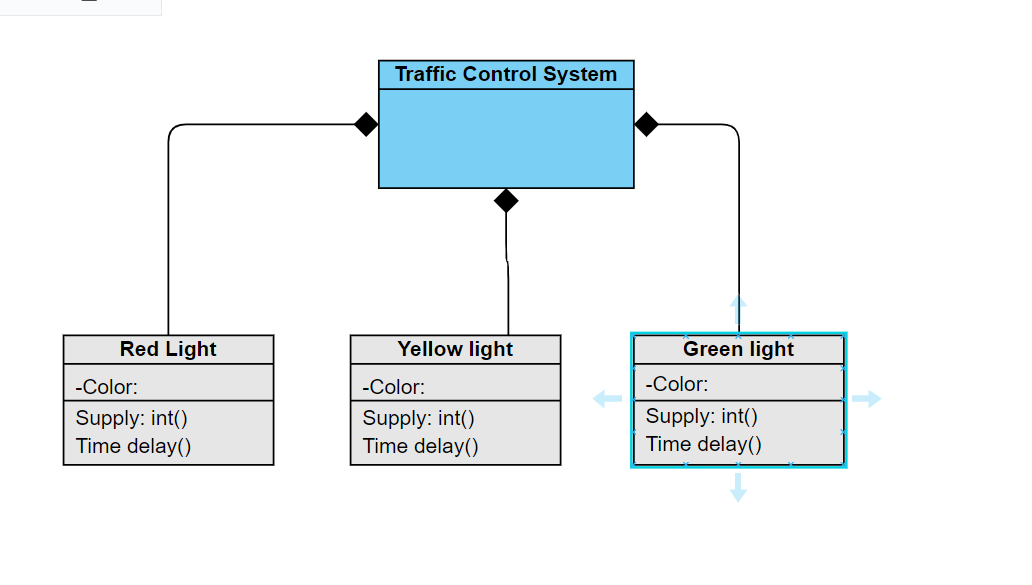 Traffic Control System
Red Light
-Color:
Supply: int()
Time delay()
Yellow light
-Color:
Supply: int()
Time delay()
Green light
-Color:
Supply: int()
Time delay()